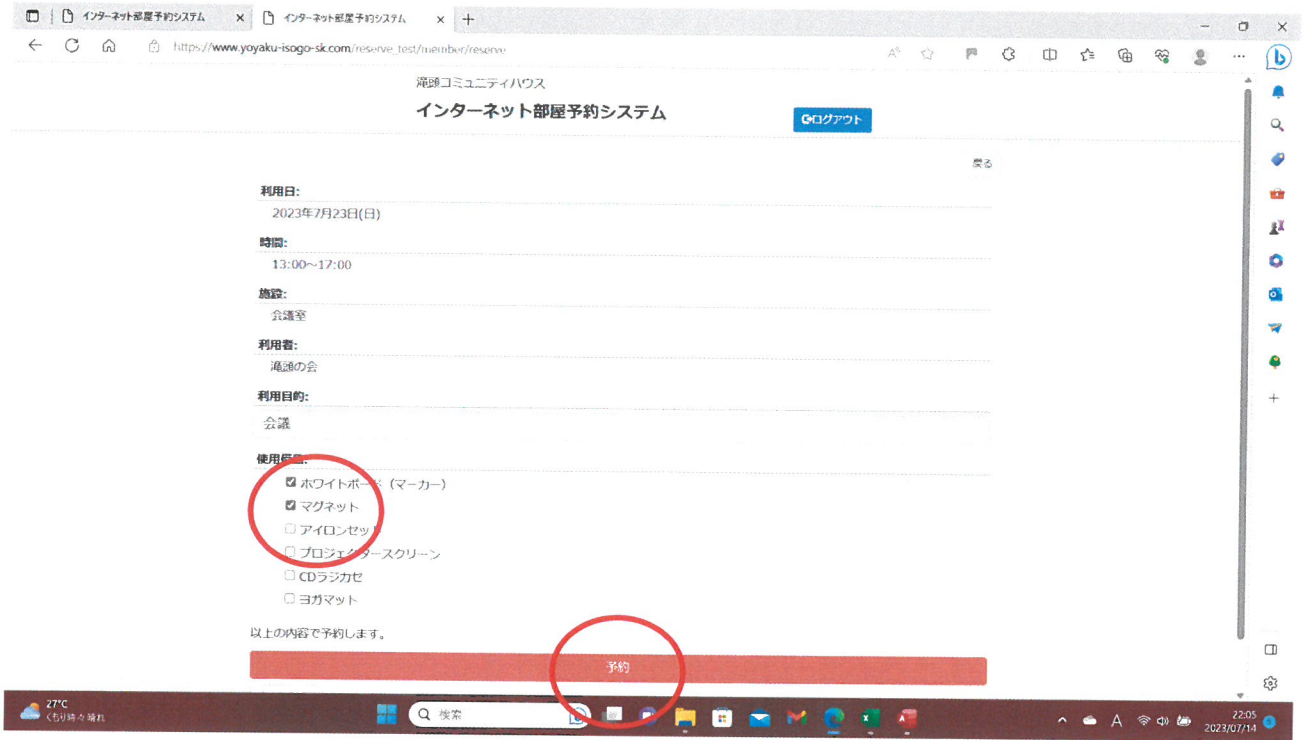 インターネット部屋予約システム
インターネット部屋予約システム
https://www.yoyaku-isogo-sk.com/reserve_test/member/reserve
滝頭コミュニティハウス
インターネット部屋予約システム
ログアウト
戻る
利用日:
2023年7月23日(日)
時間:
13:00～17:00
施設:
会議室
利用者:
滝頭の会
利用目的:
会議
使用備品:
ホワイトボード（マーカー）
マグネット
アイロンセット
プロジェクタースクリーン
CDラジカセ
ヨガマット
以上の内容で予約します。
予約
27°C
くもり時々晴れ
検索
A
22:05
2023/07/14